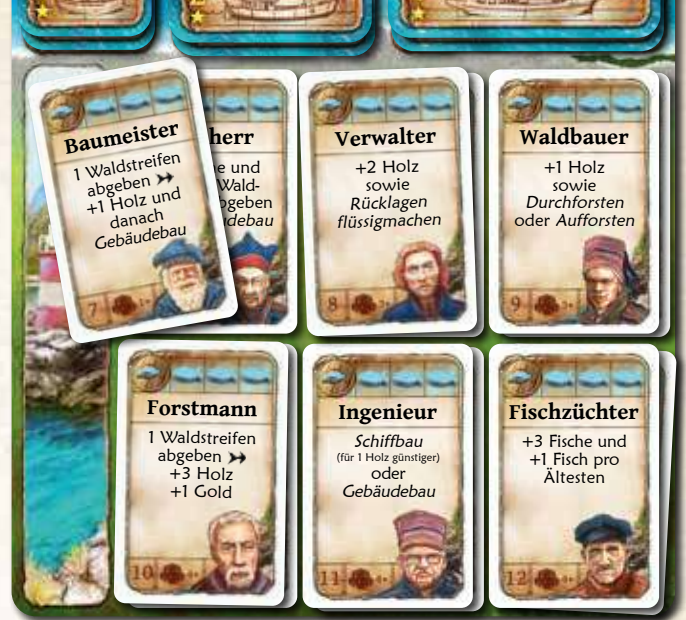 Baumeister
1 Waldstreifen
abgeben
+1 Holz und
danach
Gebäudebau
7
herr
und
Wald-
Verwalter
+2 Holz
sowie
Rücklagen
flüssigmachen
8
Waldbauer
+1 Holz
sowie
Durchforsten
oder Aufforsten
9
Forstmann
1 Waldstreifen
abgeben
+3 Holz
+1 Gold
10
Ingenieur
Schiffbau
(für 1 Holz günstiger)
oder
Gebäudebau
11
Fischzüchter
+3 Fische und
+1 Fisch pro
Ältesten
12